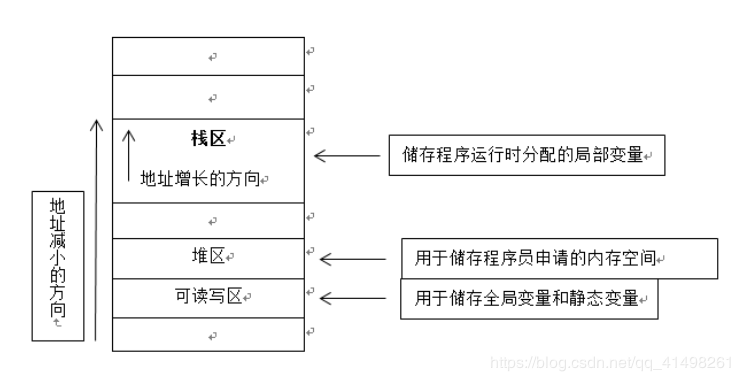 栈区
地址增长的方向
储存程序运行时分配的局部变量
地址减小的方向
堆区
用于储存程序员申请的内存空间
可读写区
用于储存全局变量和静态变量
https://blog.csdn.net/qq_41498261